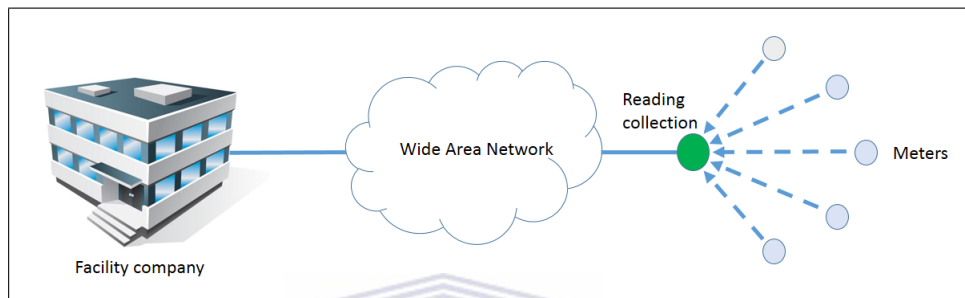 Reading
collection
Wide Area Network
Meters
Facility company